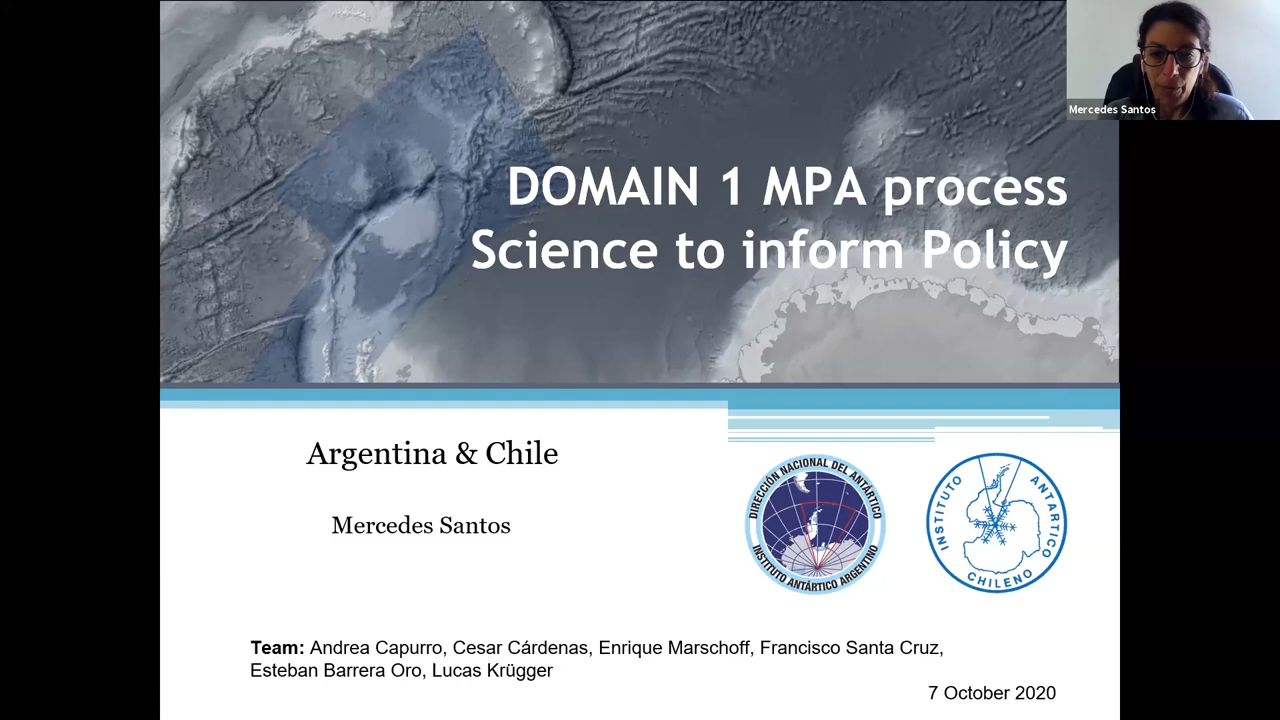 Mercedes Santos
DOMAIN 1 MPA process
Science to inform Policy
Argentina & Chile
Mercedes Santos
DIRECCIÓN NACIONAL DEL ANTÁRTICO
INSTITUTO ANTÁRTICO ARGENTINO
INSTITUTO ANTARTICO
CHILENO
Team: Andrea Capurro, Cesar Cárdenas, Enrique Marschoff, Francisco Santa Cruz,
Esteban Barrera Oro, Lucas Krügger
7 October 2020